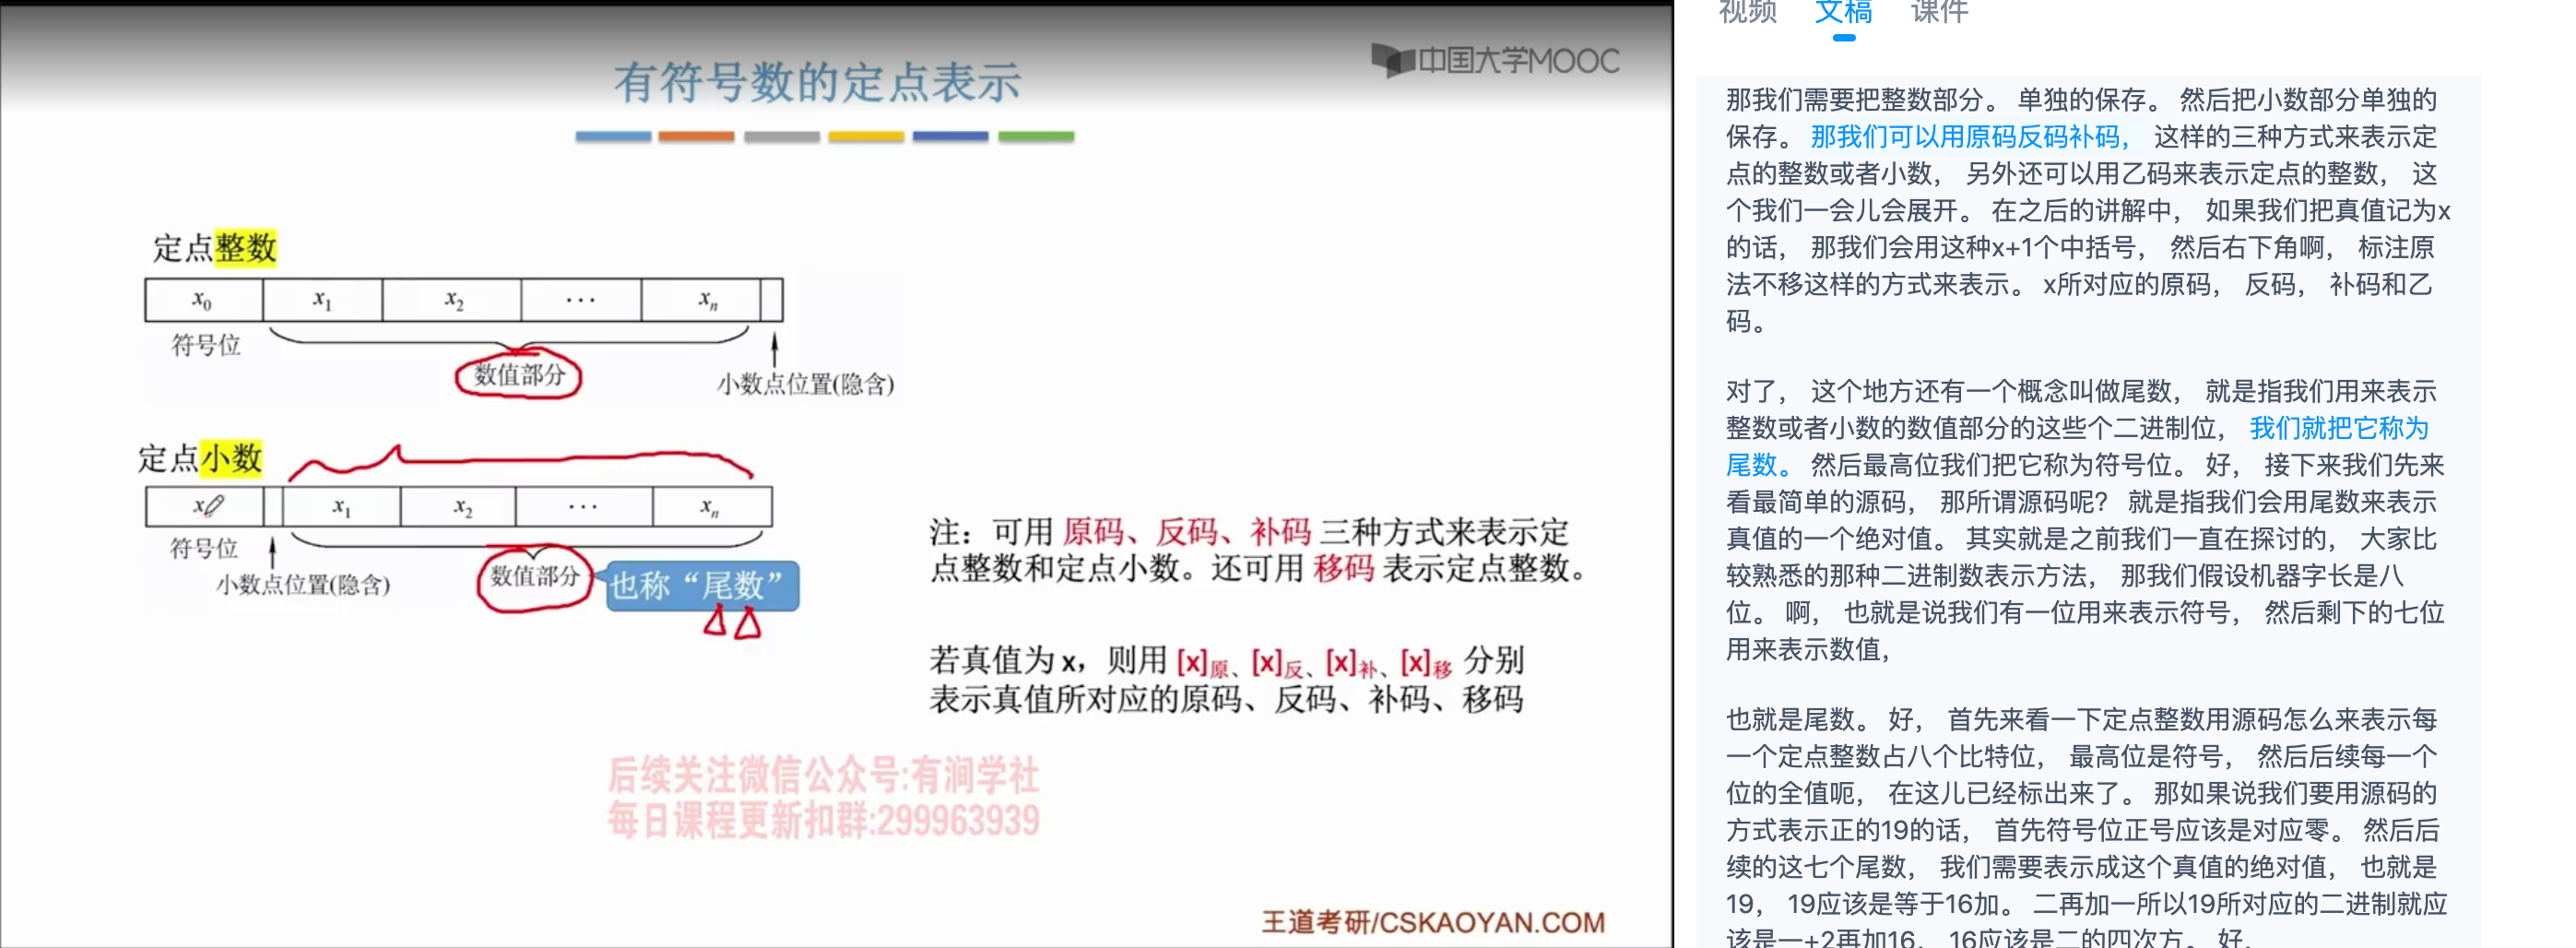 有符号数的定点表示
中国大学MOOC
定点整数
x0 x1 x2 ··· xn
符号位
数值部分
小数点位置(隐含)
定点小数
x x1 x2 ··· xn
符号位
小数点位置(隐含)
数值部分
也称“尾数”
注：可用 原码、反码、补码 三种方式来表示定
点整数和定点小数。还可用 移码 表示定点整数。
若真值为 x，则用 [x]原、[x]反、[x]补、[x]移 分别
表示真值所对应的原码、反码、补码、移码
后续关注微信公众号:有涧学社
每日课程更新扣群:299963939
王道考研/CSKAOYAN.COM
视频 文稿 课件
那我们需要把整数部分。 单独的保存。 然后把小数部分单独的
保存。 那我们可以用原码反码补码， 这样的三种方式来表示定
点的整数或者小数， 另外还可以用乙码来表示定点的整数， 这
个我们一会儿会展开。 在之后的讲解中， 如果我们把真值记为x
的话， 那我们会用这种x+1个中括号， 然后右下角啊， 标注原
法不移这样的方式来表示。 x所对应的原码， 反码， 补码和乙
码。
对了， 这个地方还有一个概念叫做尾数， 就是指我们用来表示
整数或者小数的数值部分的这些个二进制位， 我们就把它称为
尾数。 然后最高位我们把它称为符号位。 好， 接下来我们先来
看最简单的源码， 那所谓源码呢? 就是指我们会用尾数来表示
真值的一个绝对值。 其实就是之前我们一直在探讨的， 大家比
较熟悉的那种二进制数表示方法， 那我们假设机器字长是八
位。 啊， 也就是说我们有一位用来表示符号， 然后剩下的七位
用来表示数值，
也就是尾数。 好， 首先来看一下定点整数用源码怎么来表示每
一个定点整数占八个比特位， 最高位是符号， 然后后续每一个
位的全值呃， 在这儿已经标出来了。 那如果说我们要用源码的
方式表示正的19的话， 首先符号位正号应该是对应零。 然后后
续的这七个尾数， 我们需要表示成这个真值的绝对值， 也就是
19， 19应该是等于16加。 二再加一所以19所对应的二进制就应
该是一+2再加16， 16应该是二的四次方。 好，